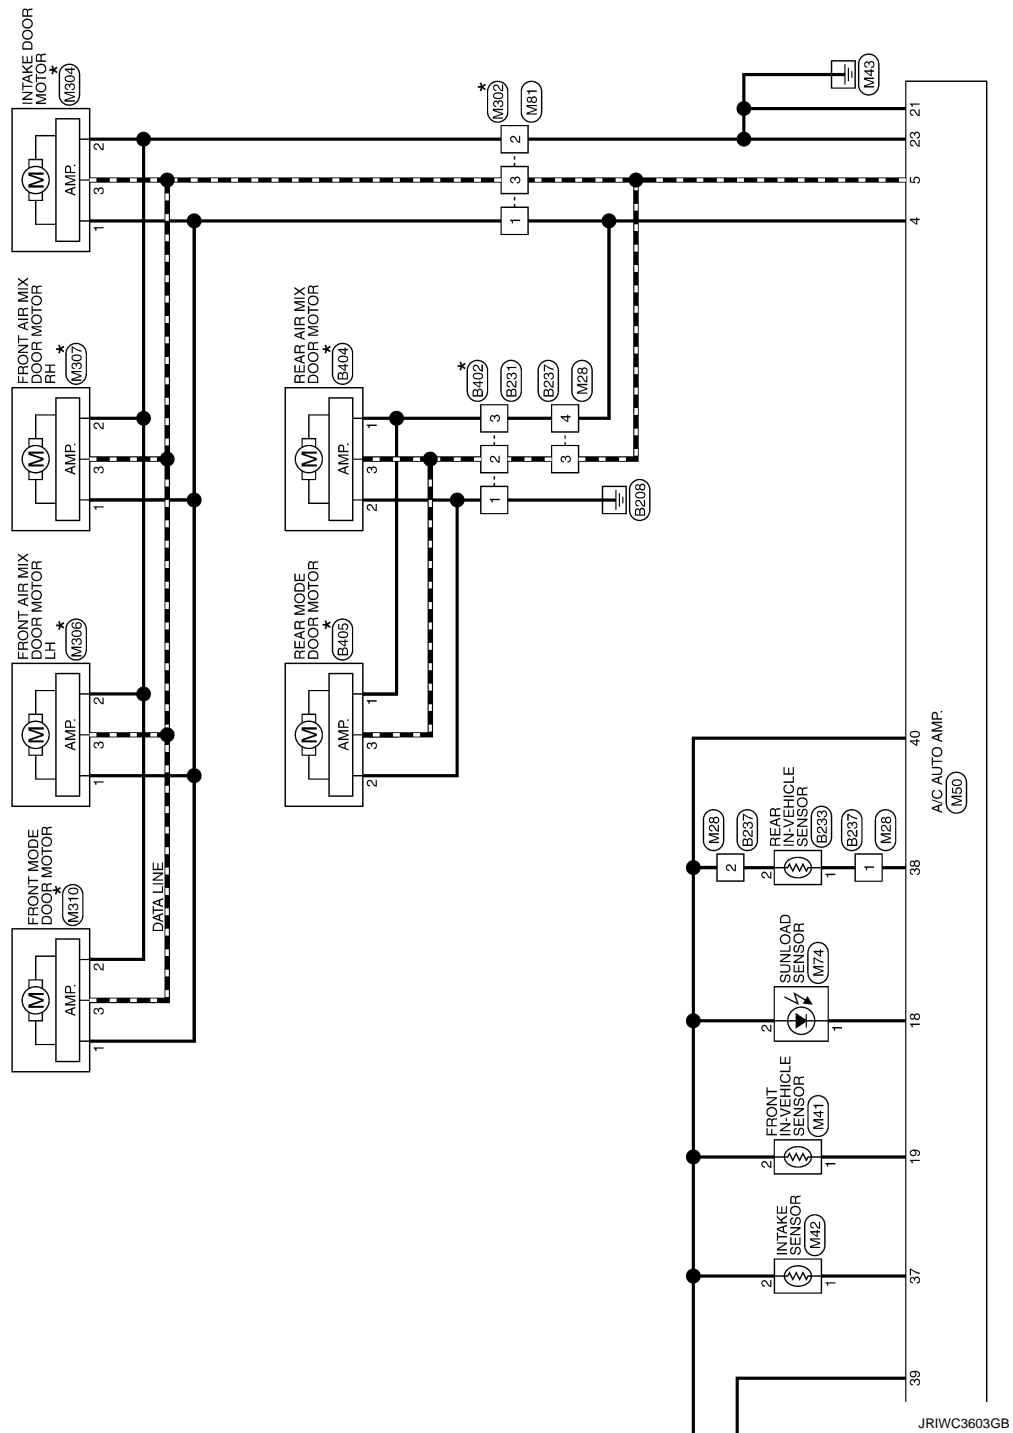 INTAKE DOOR
MOTOR
*
M304
M
AMP.
1
3
2
FRONT AIR MIX
DOOR MOTOR
RH
*
M307
M
AMP.
1
3
2
FRONT AIR MIX
DOOR MOTOR
LH
*
M306
M
AMP.
1
3
2
FRONT MODE
DOOR MOTOR
*
M310
M
AMP.
1
3
2
DATA LINE
REAR AIR MIX
DOOR MOTOR
*
B404
M
AMP.
2
3
1
REAR MODE
DOOR MOTOR
*
B405
M
AMP.
2
3
1
*
M302
M81
2
3
1
*
B402
B231
3
2
1
B237
M28
4
3
B208
M43
21
23
5
4
40
38
18
19
37
39
A/C AUTO AMP.
M50
M28
B237
2
REAR
IN-VEHICLE
SENSOR
B233
2
1
B237
M28
1
SUNLOAD
SENSOR
M74
2
1
FRONT
IN-VEHICLE
SENSOR
M41
2
1
INTAKE
SENSOR
M42
2
1
JRIWC3603GB